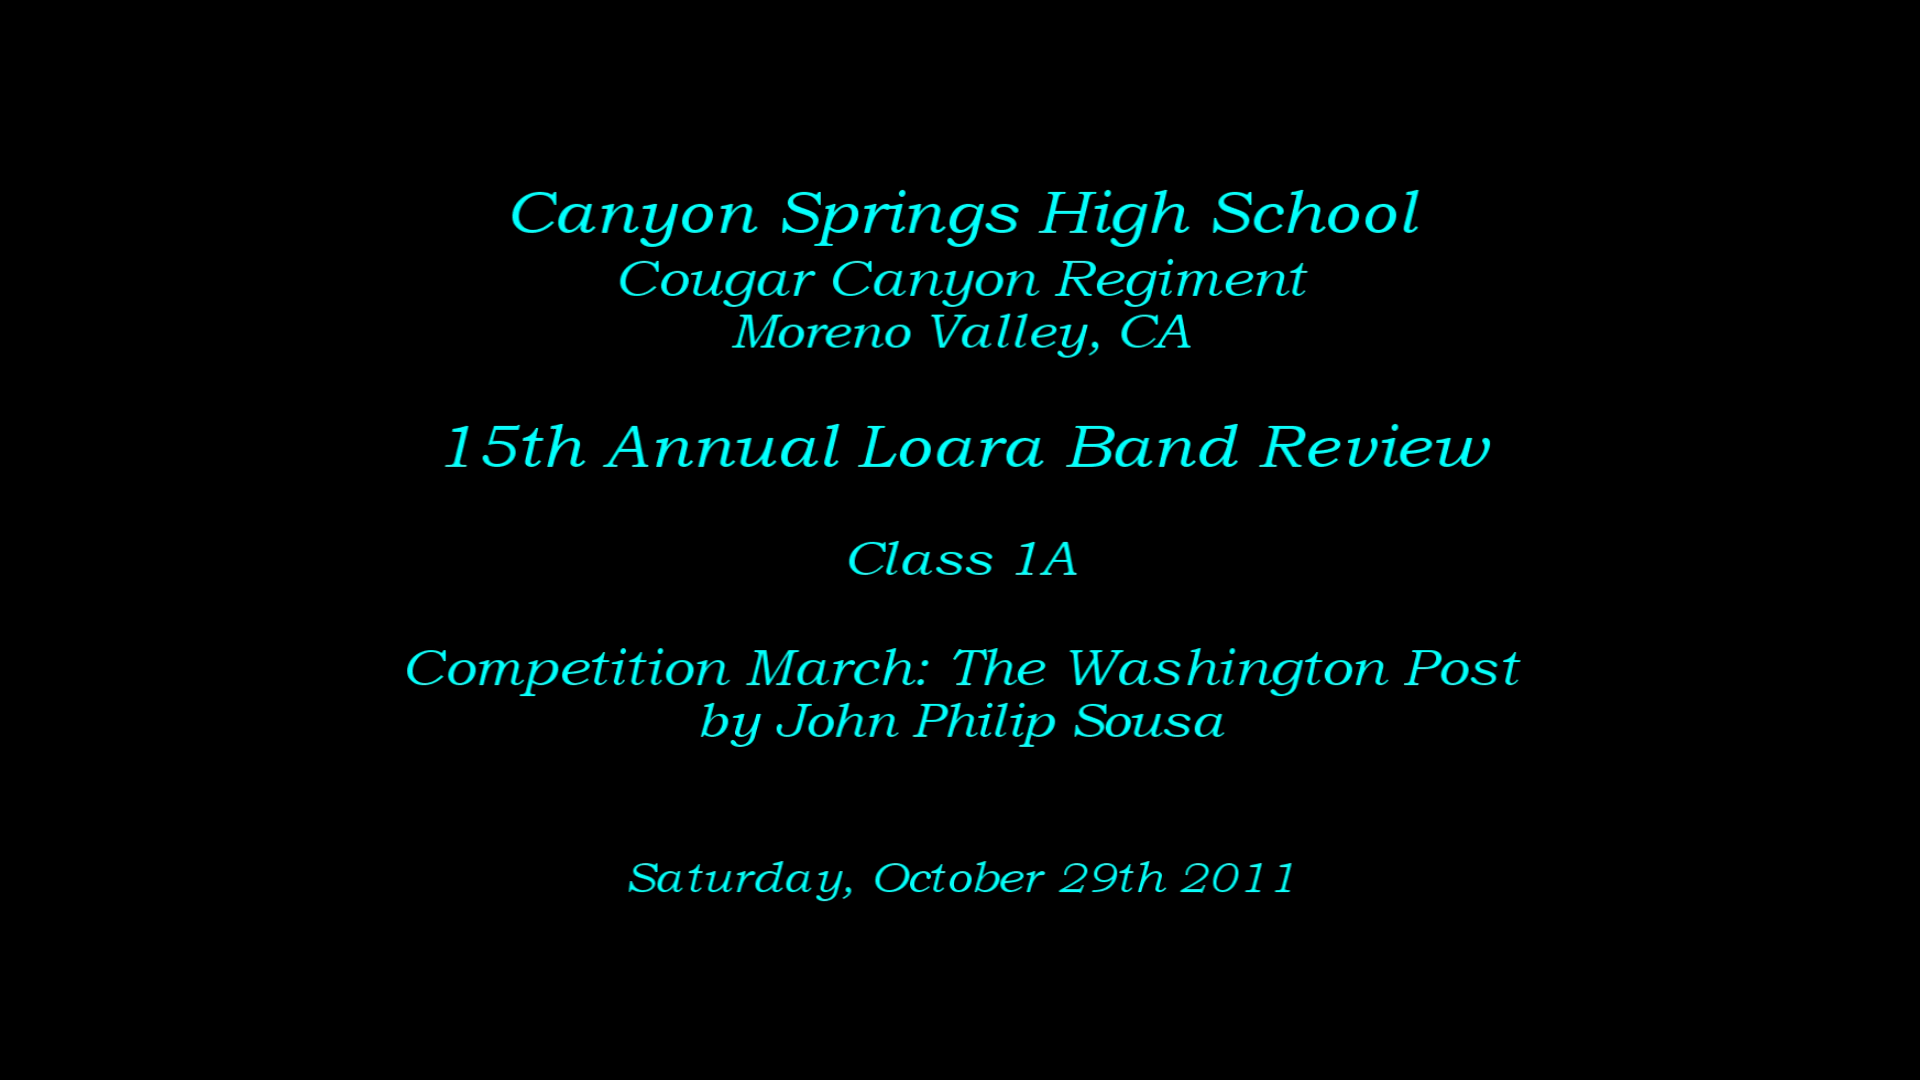 Canyon Springs High School
Cougar Canyon Regiment
Moreno Valley, CA
15th Annual Loara Band Review
Class 1A
Competition March: The Washington Post
by John Philip Sousa
Saturday, October 29th 2011